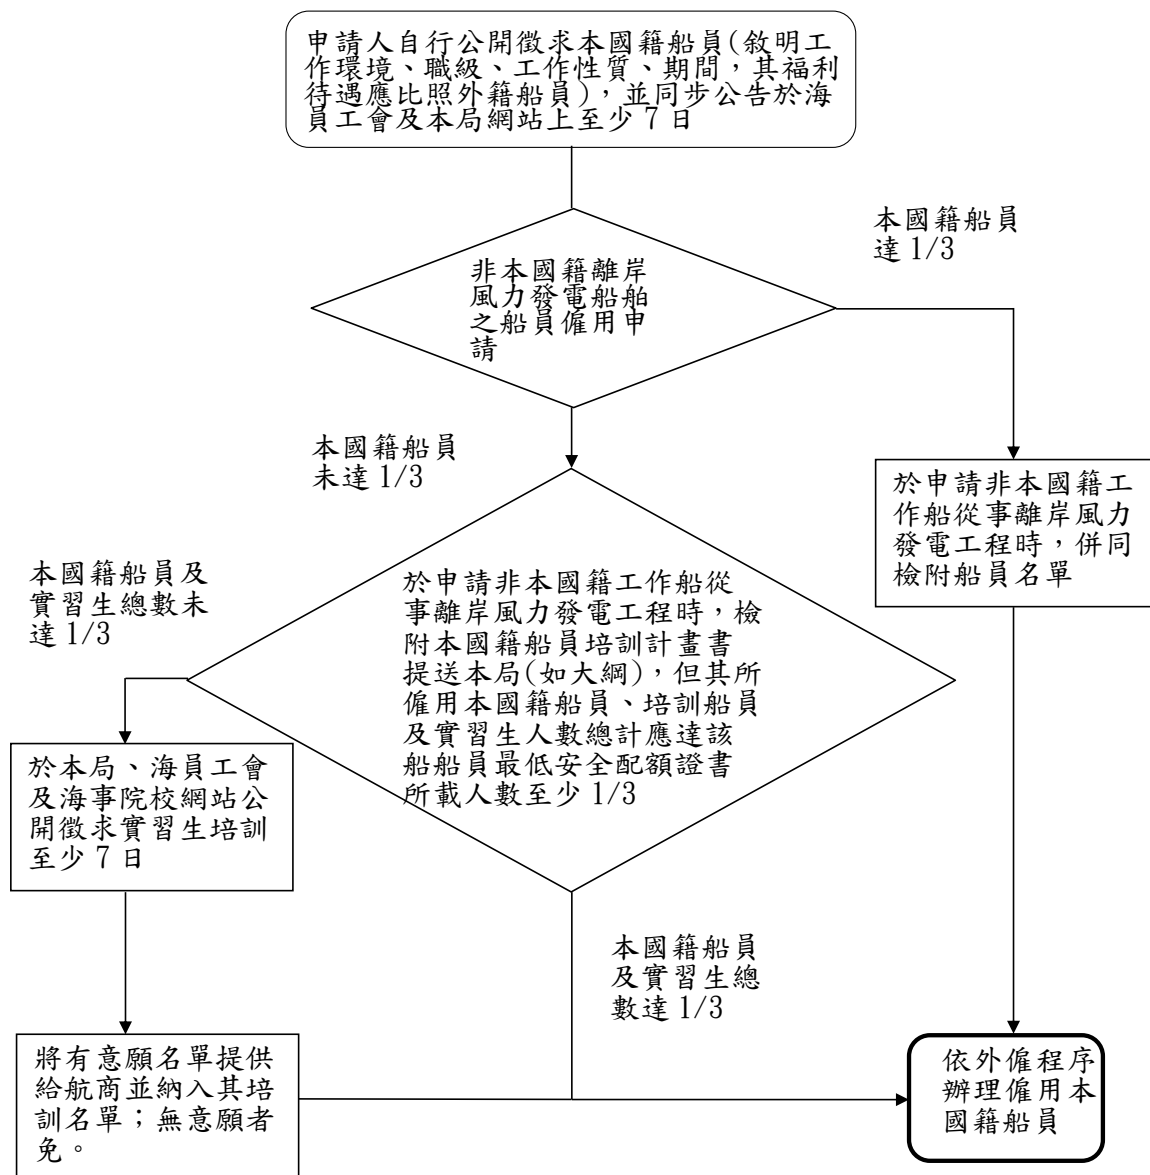 申請人自行公開徵求本國籍船員(敘明工
作環境、職級、工作性質、期間，其福利
待遇應比照外籍船員)，並同步公告於海
員工會及本局網站上至少 7 日
本國籍船員
達 1/3
非本國籍離岸
風力發電船舶
之船員僱用申
請
本國籍船員
未達 1/3
於申請非本國籍工
作船從事離岸風力
發電工程時，併同
檢附船員名單
本國籍船員及
實習生總數未
達 1/3
於申請非本國籍工作船從
事離岸風力發電工程時，檢
附本國籍船員培訓計畫書
提送本局(如大綱)，但其所
僱用本國籍船員、培訓船員
及實習生人數總計應達該
船船員最低安全配額證書
所載人數至少 1/3
於本局、海員工會
及海事院校網站公
開徵求實習生培訓
至少 7 日
本國籍船員
及實習生總
數達 1/3
將有意願名單提供
給航商並納入其培
訓名單；無意願者
免。
依外僱程序
辦理僱用本
國籍船員